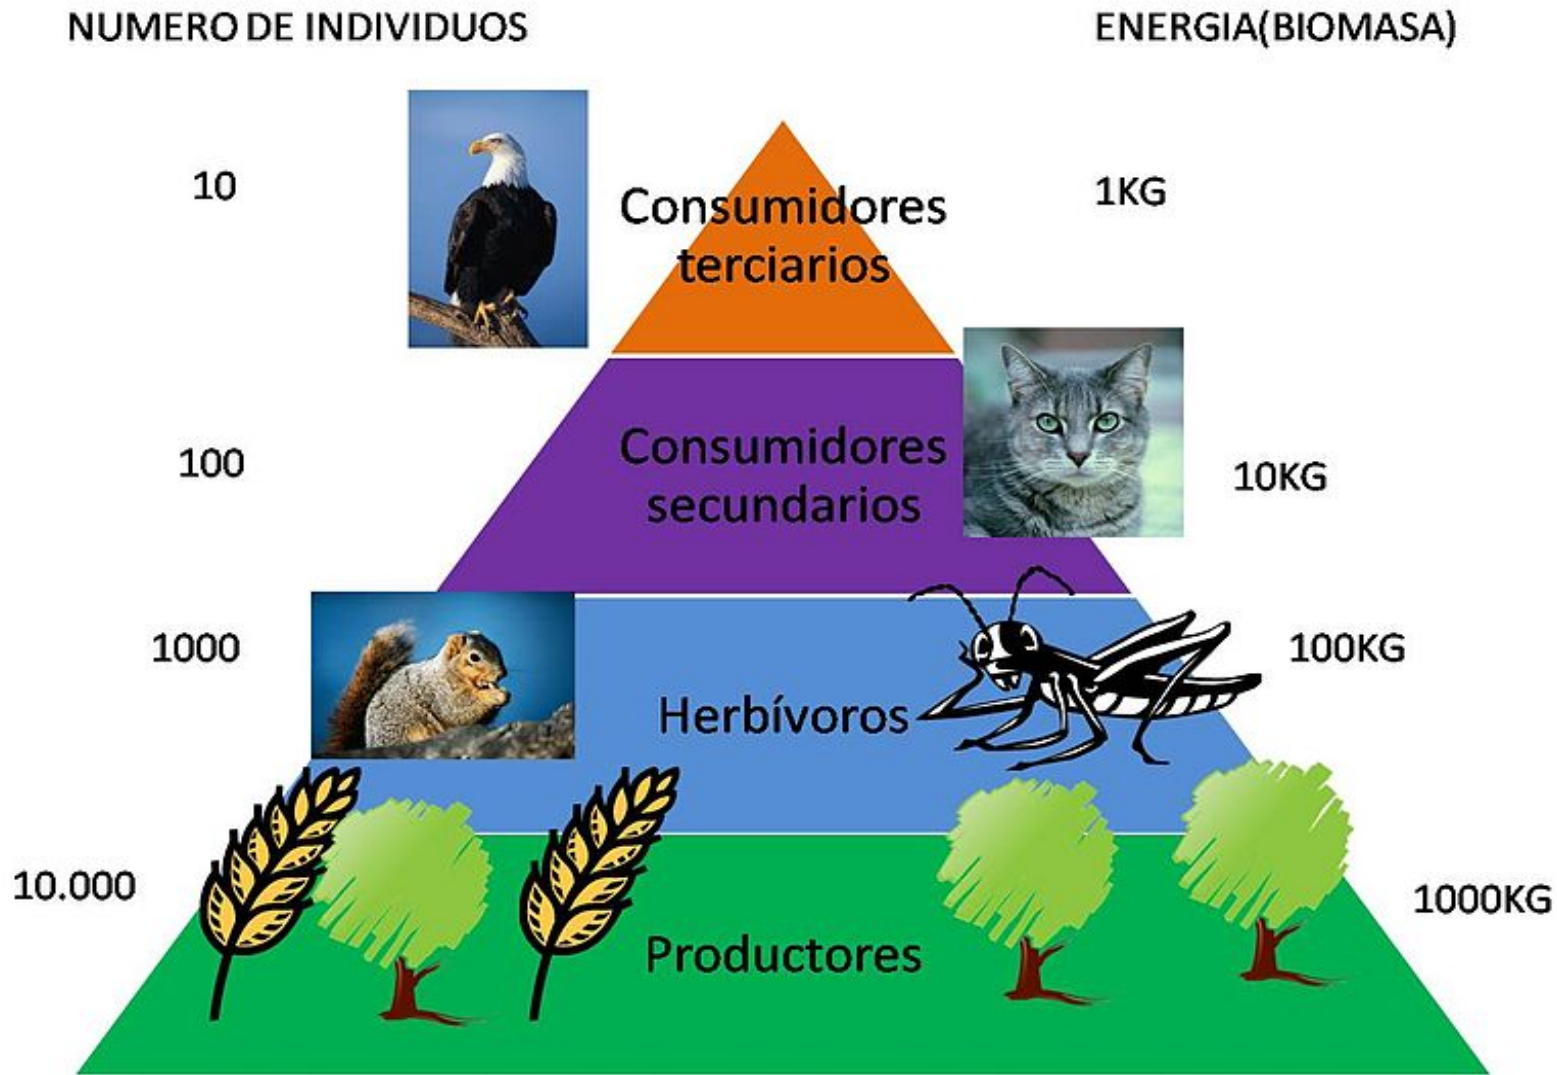 NUMERO DE INDIVIDUOS
ENERGIA(BIOMASA)
10
Consumidores
terciarios
1KG
100
Consumidores
secundarios
10KG
1000
Herbívoros
100KG
10.000
Productores
1000KG